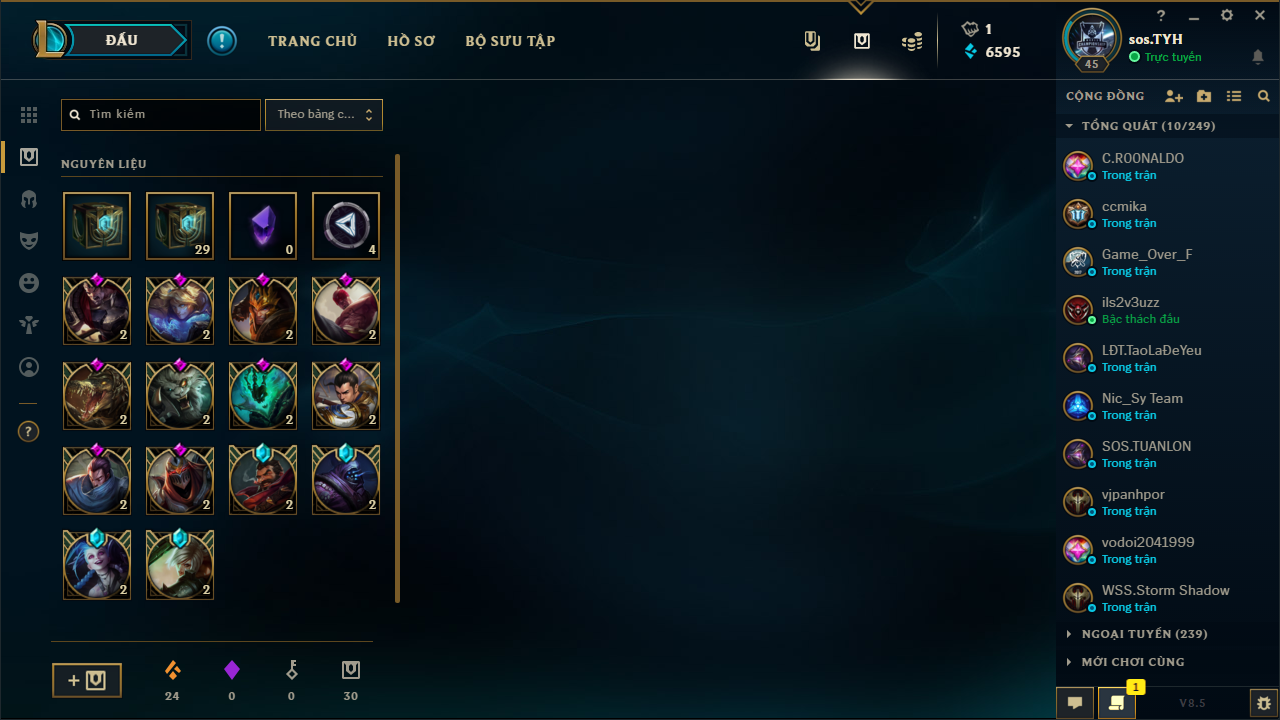 ĐẤU
TRANG CHỦ
HỒ SƠ
BỘ SƯU TẬP
1
6595
?
45
sos.TYH
Trực tuyến
Tìm kiếm
Theo bảng c...
NGUYÊN LIỆU
29
0
4
2
2
2
2
2
2
2
2
2
2
2
2
2
2
?
24
0
0
30
CỘNG ĐỒNG
TỔNG QUÁT (10/249)
C.R00NALDO
Trong trận
ccmika
Trong trận
Game_Over_F
Trong trận
ils2v3uzz
Bậc thách đấu
LĐT.TaoLaĐeYeu
Trong trận
Nic_Sy Team
Trong trận
SOS.TUANLON
Trong trận
vjpanhpor
Trong trận
vodoi2041999
Trong trận
WSS.Storm Shadow
Trong trận
NGOẠI TUYẾN (239)
MỚI CHƠI CÙNG
1
V8.5